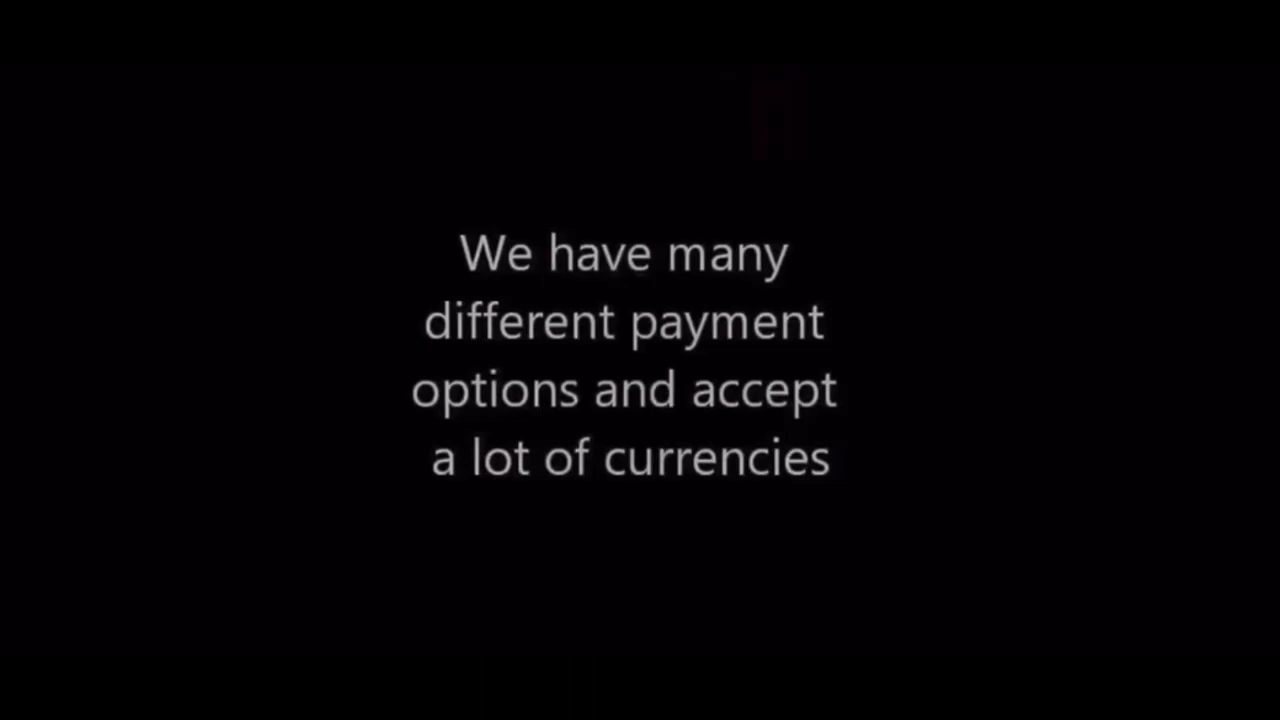 We have many
different payment
options and accept
a lot of currencies